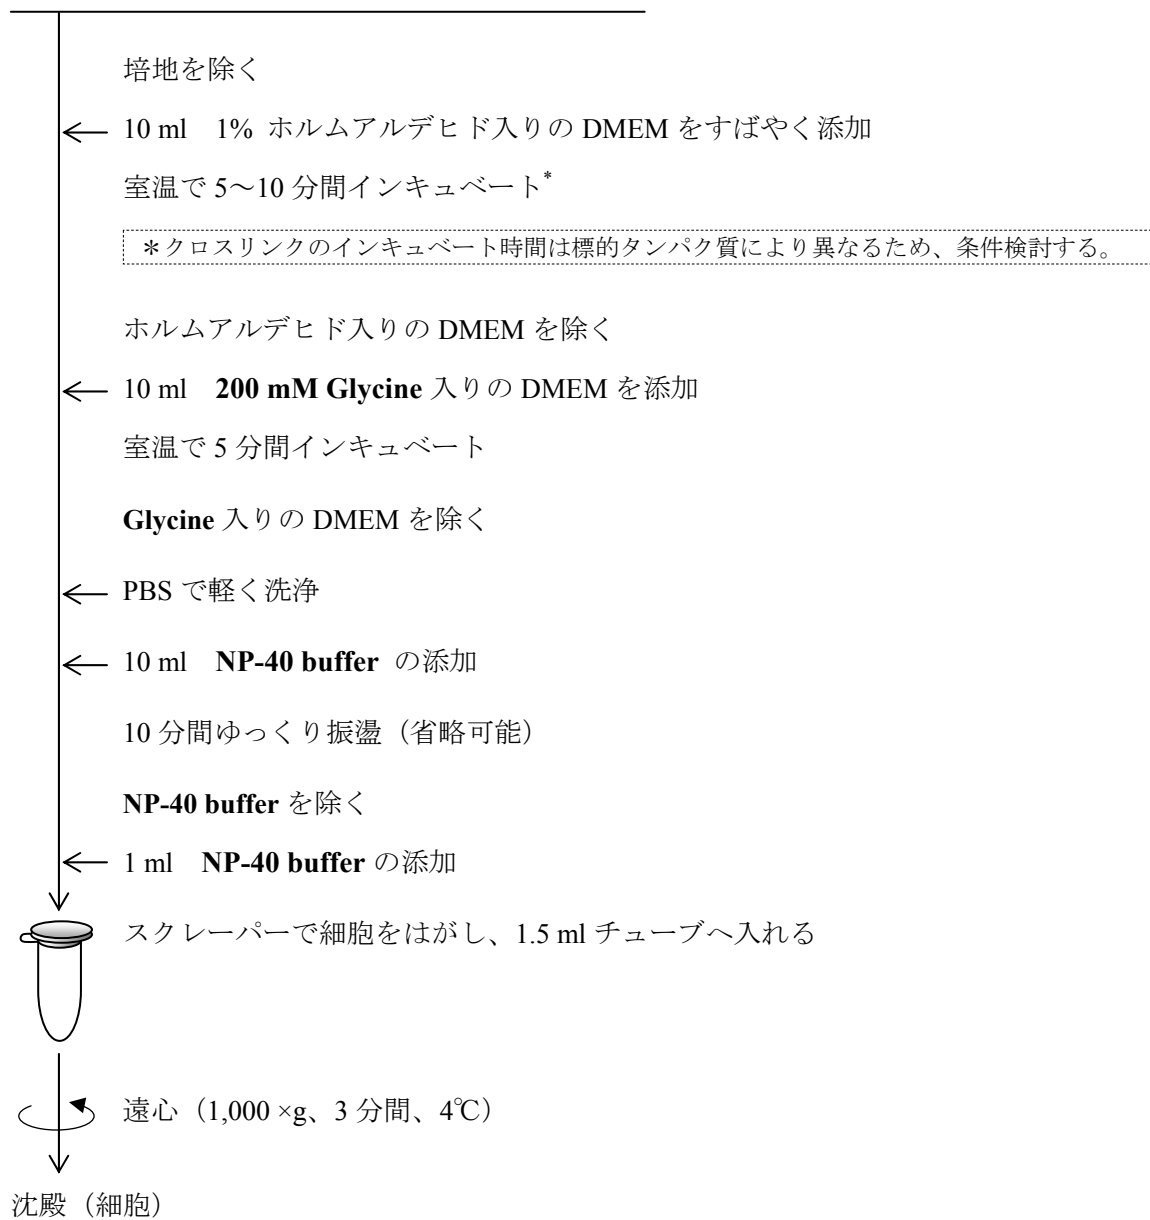 培地を除く
10 ml 1% ホルムアルデヒド入りの DMEM をすばやく添加
室温で 5～10 分間インキュベート*
＊クロスリンクのインキュベート時間は標的タンパク質により異なるため、条件検討する。
ホルムアルデヒド入りの DMEM を除く
10 ml 200 mM Glycine 入りの DMEM を添加
室温で 5 分間インキュベート
Glycine 入りの DMEM を除く
PBS で軽く洗浄
10 ml NP-40 buffer の添加
10 分間ゆっくり振盪（省略可能）
NP-40 buffer を除く
1 ml NP-40 buffer の添加
スクレーパーで細胞をはがし、1.5 ml チューブへ入れる
遠心（1,000 ×g、3 分間、4℃）
沈殿（細胞）